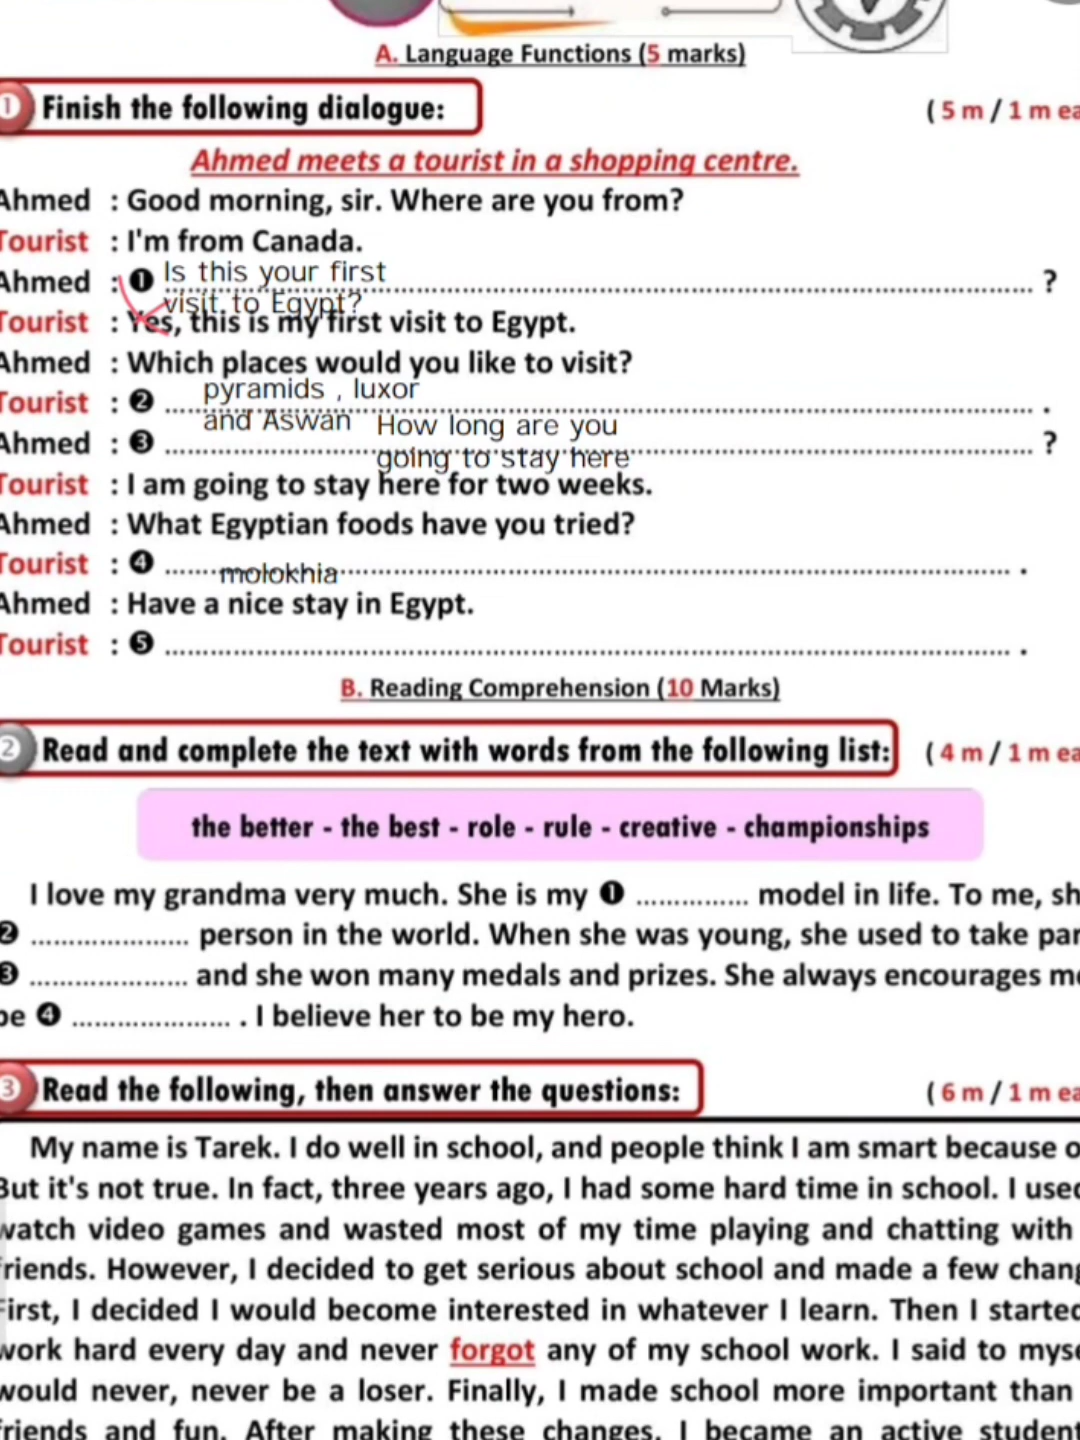 A. Language Functions (5 marks)
1 Finish the following dialogue: ( 5 m / 1 m ea
Ahmed meets a tourist in a shopping centre.
Ahmed : Good morning, sir. Where are you from?
Tourist : I'm from Canada.
Ahmed : ❶ Is this your first visit to Egypt? ........................ ?
Tourist : Yes, this is my first visit to Egypt.
Ahmed : Which places would you like to visit?
Tourist : ❷ pyramids , luxor and Aswan ........................ .
Ahmed : ❸ How long are you going to stay here ........................ ?
Tourist : I am going to stay here for two weeks.
Ahmed : What Egyptian foods have you tried?
Tourist : ❹ molokhia ........................ .
Ahmed : Have a nice stay in Egypt.
Tourist : ❺ ........................ .
B. Reading Comprehension (10 Marks)
2 Read and complete the text with words from the following list: ( 4 m / 1 m ea
the better - the best - role - rule - creative - championships
I love my grandma very much. She is my ❶ .............. model in life. To me, sh
❷ .................... person in the world. When she was young, she used to take par
❸ .................... and she won many medals and prizes. She always encourages me
be ❹ .................... . I believe her to be my hero.
3 Read the following, then answer the questions: ( 6 m / 1 m ea
My name is Tarek. I do well in school, and people think I am smart because o
But it's not true. In fact, three years ago, I had some hard time in school. I used
watch video games and wasted most of my time playing and chatting with
friends. However, I decided to get serious about school and made a few chang
First, I decided I would become interested in whatever I learn. Then I started
work hard every day and never forgot any of my school work. I said to myse
would never, never be a loser. Finally, I made school more important than
friends and fun. After making these changes, I became an active student